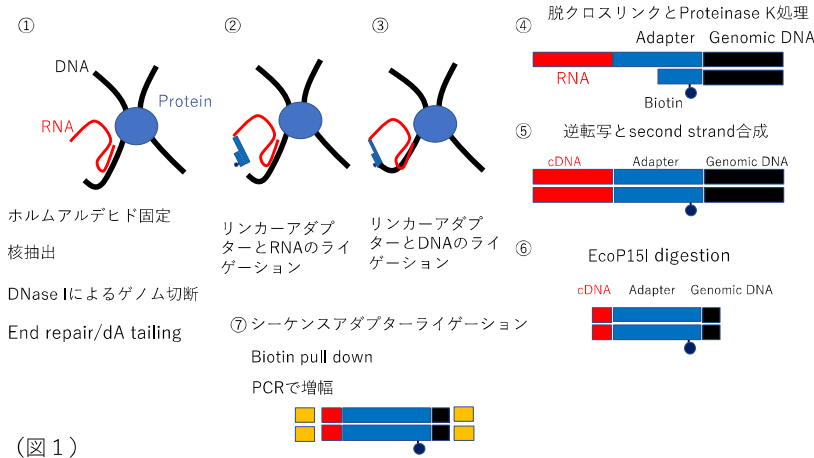 ①
DNA
RNA
Protein
ホルムアルデヒド固定
核抽出
DNase Iによるゲノム切断
End repair/dA tailing
②
リンカーアダプ
ターとRNAのライ
ゲーション
③
リンカーアダプ
ターとDNAのライ
ゲーション
④
脱クロスリンクとProteinase K処理
Adapter
Genomic DNA
RNA
Biotin
⑤
逆転写とsecond strand合成
cDNA
Adapter
Genomic DNA
⑥
EcoP15I digestion
cDNA
Adapter
Genomic DNA
⑦シーケンスアダプターライゲーション
Biotin pull down
PCRで増幅
(図１)